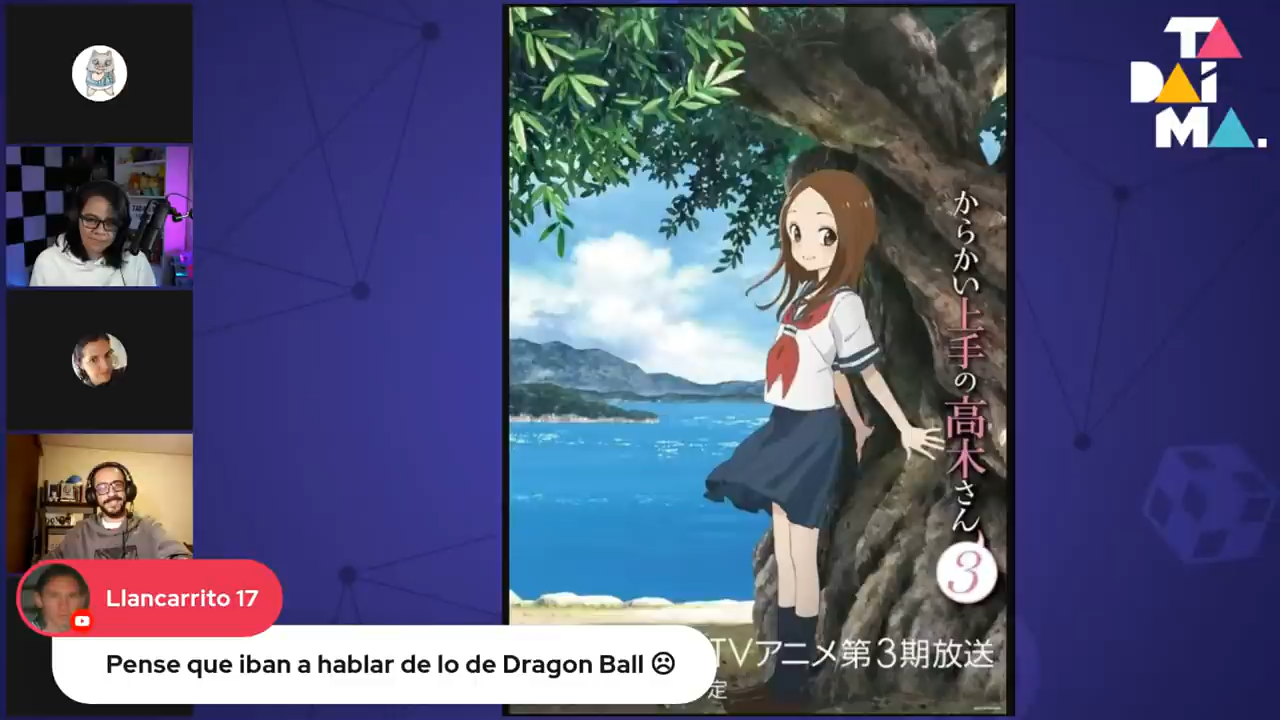 TA
DAI
MA.
からかい上手の高木さん
3
Llancarrito 17
Pense que iban a hablar de lo de Dragon Ball ☹
TVアニメ第3期放送
定